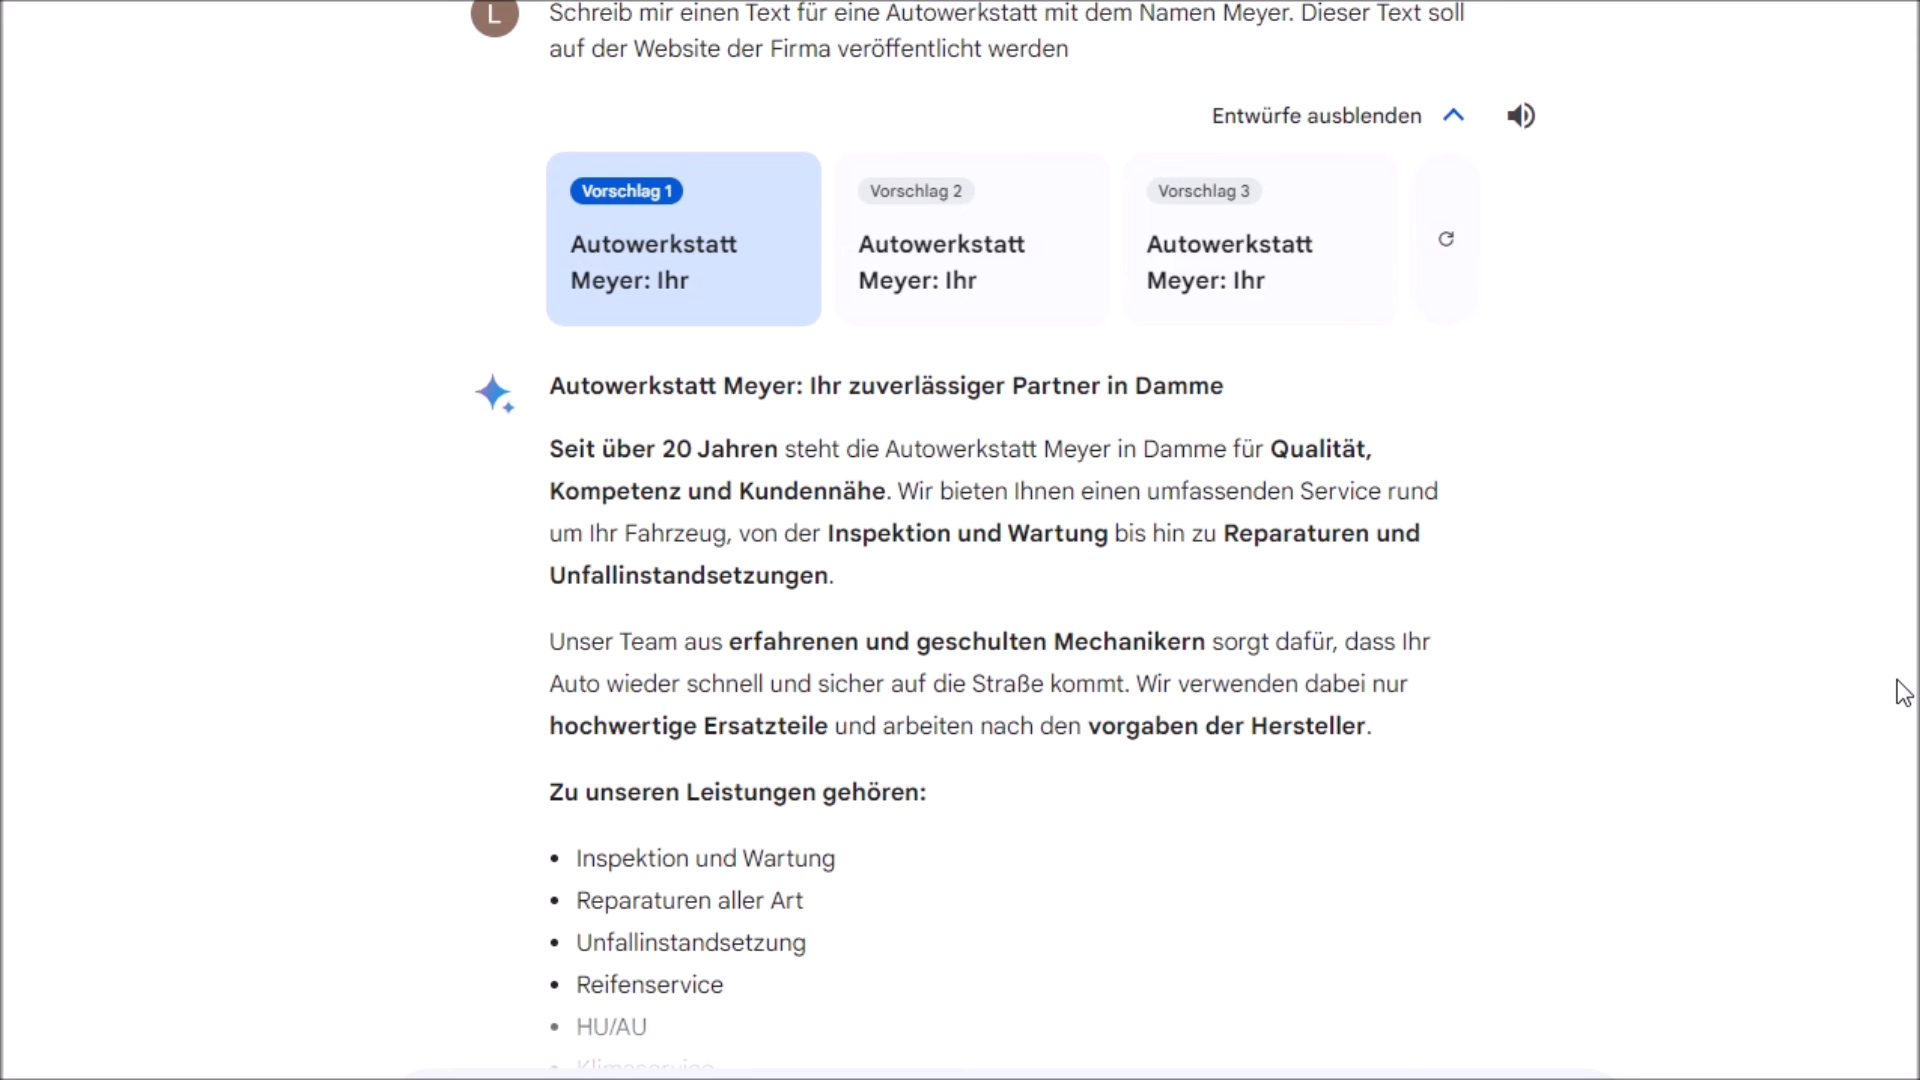 L
Schreib mir einen Text für eine Autowerkstatt mit dem Namen Meyer. Dieser Text soll
auf der Website der Firma veröffentlicht werden
Entwürfe ausblenden
Vorschlag 1
Autowerkstatt
Meyer: Ihr
Vorschlag 2
Autowerkstatt
Meyer: Ihr
Vorschlag 3
Autowerkstatt
Meyer: Ihr
Autowerkstatt Meyer: Ihr zuverlässiger Partner in Damme
Seit über 20 Jahren steht die Autowerkstatt Meyer in Damme für Qualität,
Kompetenz und Kundennähe. Wir bieten Ihnen einen umfassenden Service rund
um Ihr Fahrzeug, von der Inspektion und Wartung bis hin zu Reparaturen und
Unfallinstandsetzungen.
Unser Team aus erfahrenen und geschulten Mechanikern sorgt dafür, dass Ihr
Auto wieder schnell und sicher auf die Straße kommt. Wir verwenden dabei nur
hochwertige Ersatzteile und arbeiten nach den vorgaben der Hersteller.
Zu unseren Leistungen gehören:
• Inspektion und Wartung
• Reparaturen aller Art
• Unfallinstandsetzung
• Reifenservice
• HU/AU
• Klimaservice